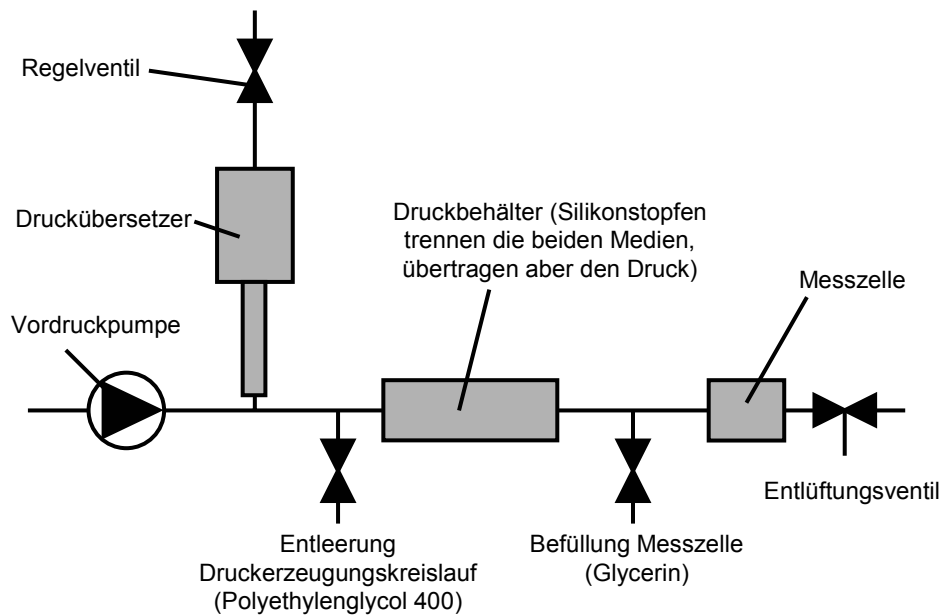 Regelventil
Druckübersetzer
Druckbehälter (Silikonstopfen
trennen die beiden Medien,
übertragen aber den Druck)
Messzelle
Vordruckpumpe
Entlüftungsventil
Entleerung
Druckerzeugungskreislauf
(Polyethylenglycol 400)
Befüllung Messzelle
(Glycerin)